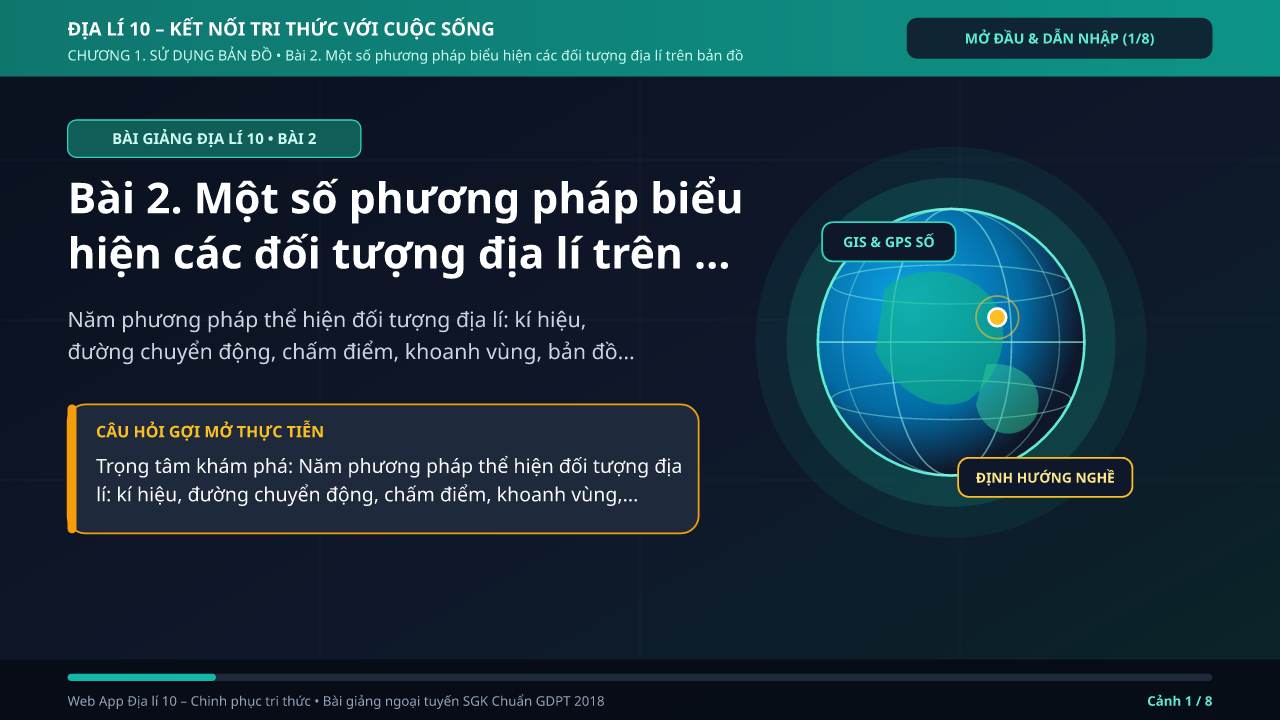 ĐỊA LÍ 10 – KẾT NỐI TRI THỨC VỚI CUỘC SỐNG
CHƯƠNG 1. SỬ DỤNG BẢN ĐỒ • Bài 2. Một số phương pháp biểu hiện các đối tượng địa lí trên bản đồ
MỞ ĐẦU & DẪN NHẬP (1/8)
BÀI GIẢNG ĐỊA LÍ 10 • BÀI 2
Bài 2. Một số phương pháp biểu
hiện các đối tượng địa lí trên ...
Năm phương pháp thể hiện đối tượng địa lí: kí hiệu,
đường chuyển động, chấm điểm, khoanh vùng, bản đồ...
CÂU HỎI GỢI MỞ THỰC TIỄN
Trọng tâm khám phá: Năm phương pháp thể hiện đối tượng địa
lí: kí hiệu, đường chuyển động, chấm điểm, khoanh vùng,...
GIS & GPS SỐ
ĐỊNH HƯỚNG NGHỀ
Web App Địa lí 10 – Chinh phục tri thức • Bài giảng ngoại tuyến SGK Chuẩn GDPT 2018
Cảnh 1 / 8